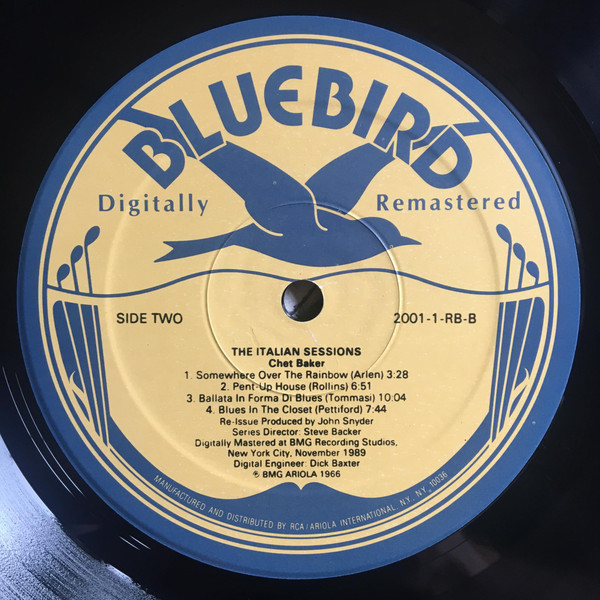 BLUEBIRD
Digitally Remastered
SIDE TWO
2001-1-RB-B
THE ITALIAN SESSIONS
Chet Baker
1. Somewhere Over The Rainbow (Arlen) 3:28
2. Pent-Up House (Rollins) 6:51
3. Ballata In Forma Di Blues (Tommasi) 10:04
4. Blues In The Closet (Pettiford) 7:44
Re-Issue Produced by John Snyder
Series Director: Steve Backer
Digitally Mastered at BMG Recording Studios,
New York City, November 1989
Digital Engineer: Dick Baxter
℗ BMG ARIOLA 1966
MANUFACTURED AND DISTRIBUTED BY RCA/ARIOLA INTERNATIONAL, N.Y., N.Y. 10036